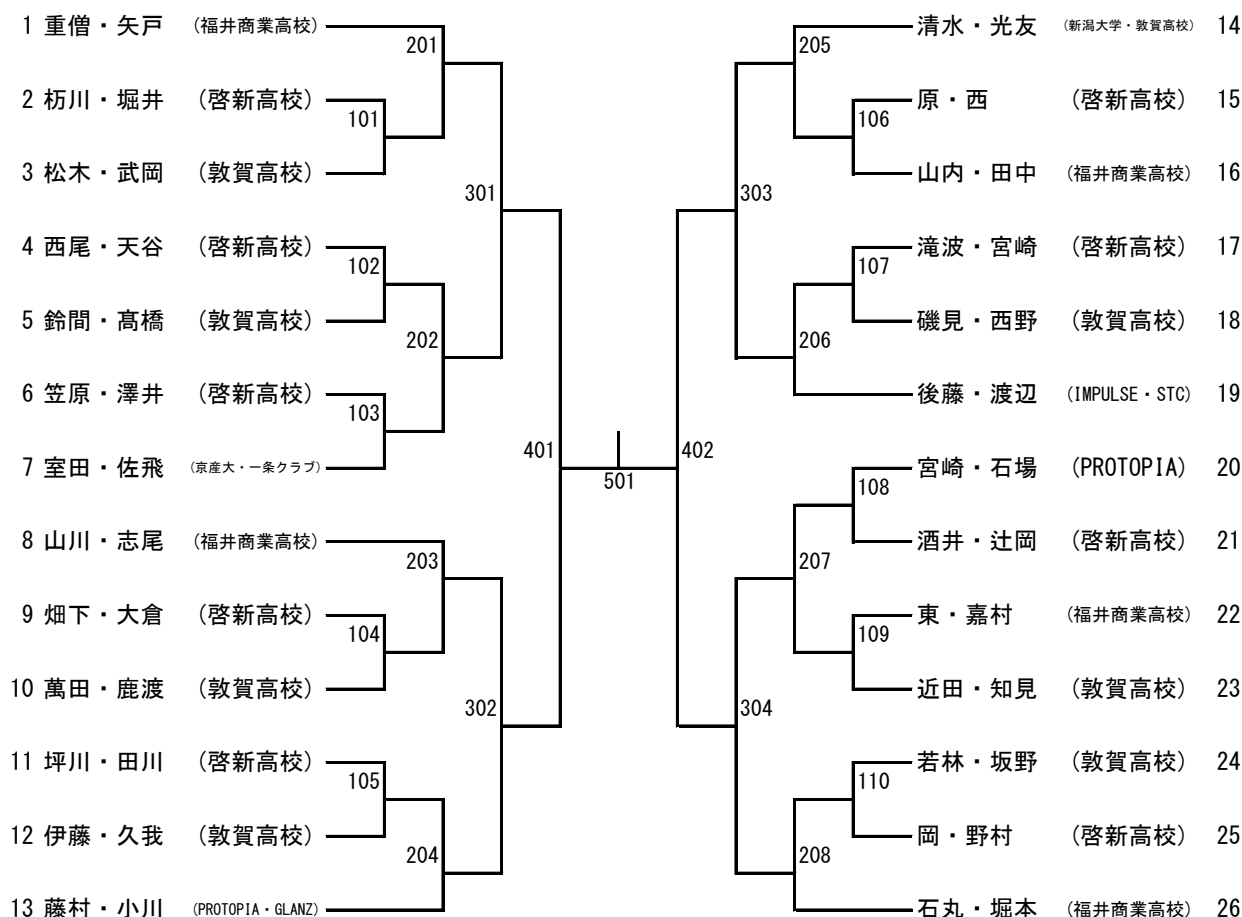 1 重僧・矢戸 (福井商業高校)
201
2 栃川・堀井 (啓新高校)
101
3 松木・武岡 (敦賀高校)
301
4 西尾・天谷 (啓新高校)
102
5 鈴間・髙橋 (敦賀高校)
202
6 笠原・澤井 (啓新高校)
103
7 室田・佐飛 (京産大・一条クラブ)
401
8 山川・志尾 (福井商業高校)
203
9 畑下・大倉 (啓新高校)
104
10 萬田・鹿渡 (敦賀高校)
302
11 坪川・田川 (啓新高校)
105
12 伊藤・久我 (敦賀高校)
204
13 藤村・小川 (PROTOPIA・GLANZ)
501
清水・光友 (新潟大学・敦賀高校) 14
205
原・西 (啓新高校) 15
106
山内・田中 (福井商業高校) 16
303
滝波・宮崎 (啓新高校) 17
107
磯見・西野 (敦賀高校) 18
206
後藤・渡辺 (IMPULSE・STC) 19
402
宮崎・石場 (PROTOPIA) 20
108
酒井・辻岡 (啓新高校) 21
207
東・嘉村 (福井商業高校) 22
109
近田・知見 (敦賀高校) 23
304
若林・坂野 (敦賀高校) 24
110
岡・野村 (啓新高校) 25
208
石丸・堀本 (福井商業高校) 26